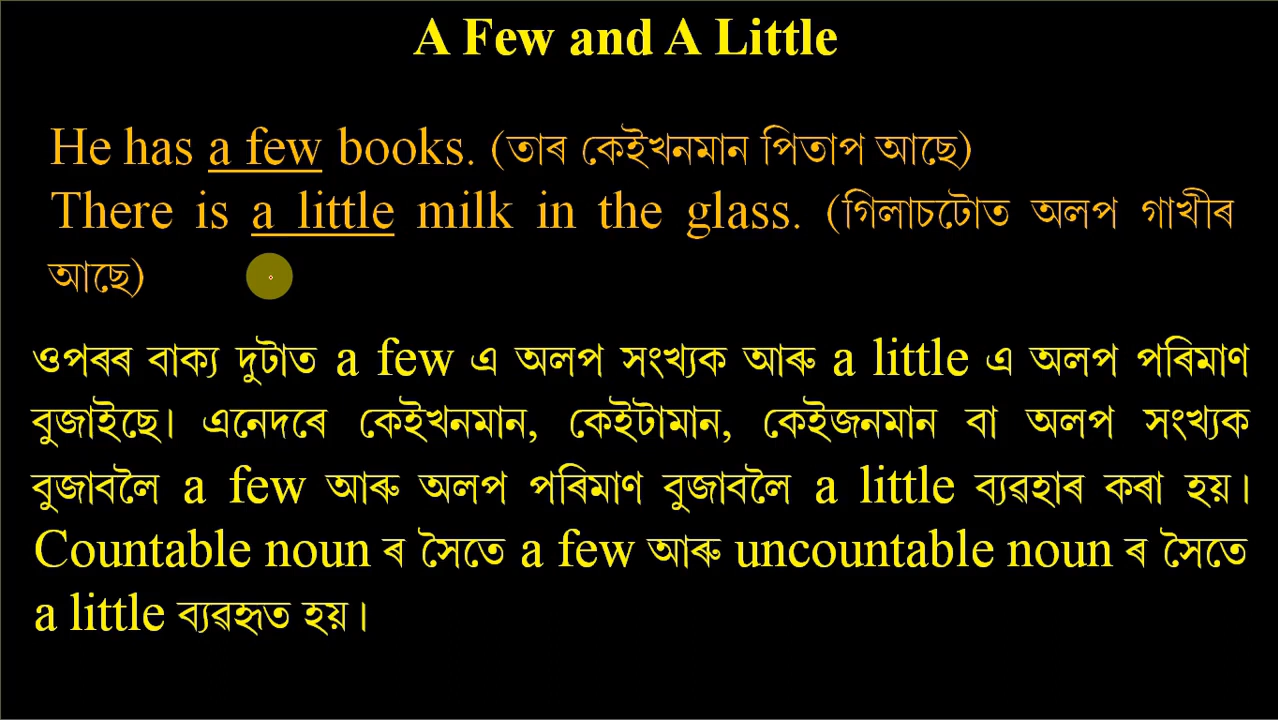 A Few and A Little
He has a few books. (তাৰ কেইখনমান পিতাপ আছে)
There is a little milk in the glass. (গিলাচটোত অলপ গাখীৰ
আছে)
ওপৰৰ বাক্য দুটাত a few এ অলপ সংখ্যক আৰু a little এ অলপ পৰিমাণ
বুজাইছে। এনেদৰে কেইখনমান, কেইটামান, কেইজনমান বা অলপ সংখ্যক
বুজাবলৈ a few আৰু অলপ পৰিমাণ বুজাবলৈ a little ব্যৱহাৰ কৰা হয়।
Countable noun ৰ সৈতে a few আৰু uncountable noun ৰ সৈতে
a little ব্যৱহৃত হয়।